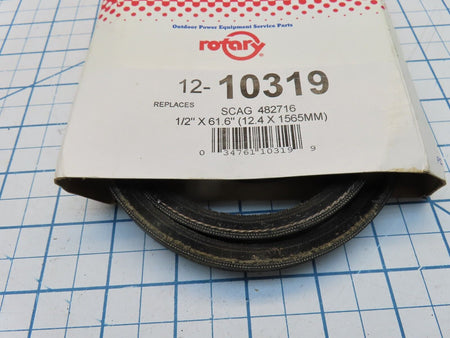 Outdoor Power Equipment Service Parts
rotary
12-10319
REPLACES SCAG 482716
1/2" X 61.6" (12.4 X 1565MM)
0 34761 10319 9